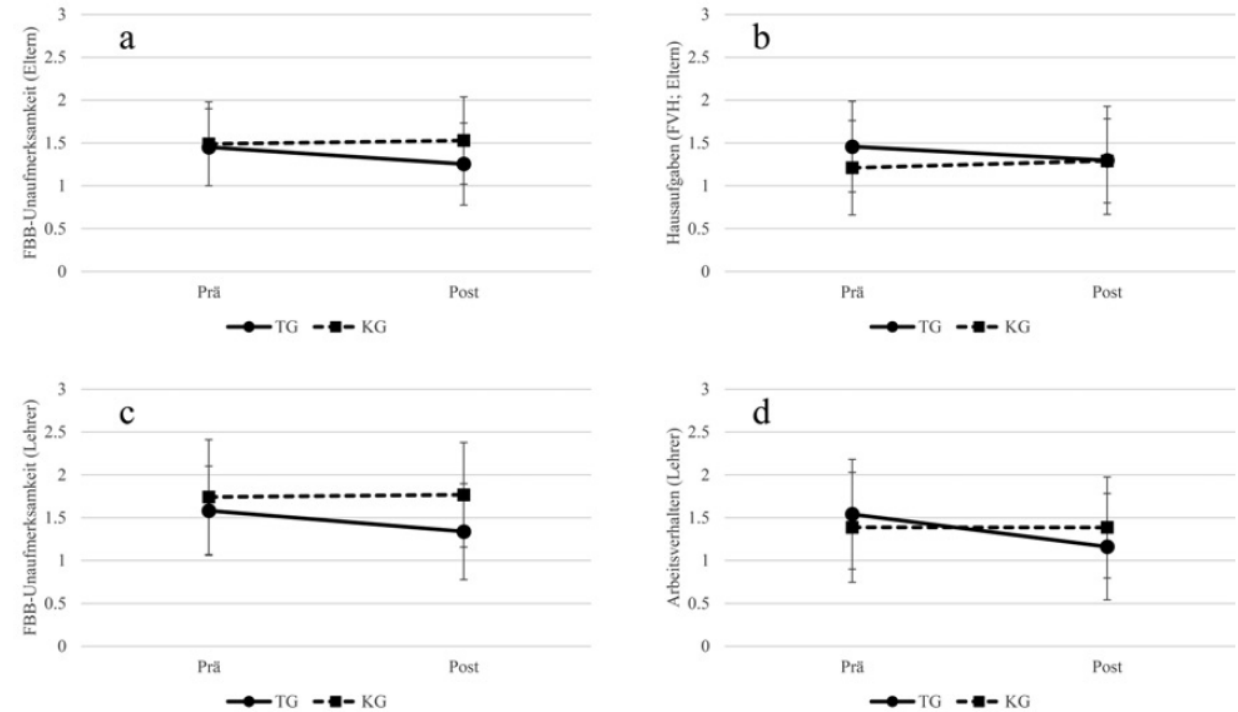 a
FBB-Unaufmerksamkeit (Eltern)
3
2.5
2
1.5
1
0.5
0
Prä Post
TG KG
b
Hausaufgaben (FVH; Eltern)
3
2.5
2
1.5
1
0.5
0
Prä Post
TG KG
c
FBB-Unaufmerksamkeit (Lehrer)
3
2.5
2
1.5
1
0.5
0
Prä Post
TG KG
d
Arbeitsverhalten (Lehrer)
3
2.5
2
1.5
1
0.5
0
Prä Post
TG KG